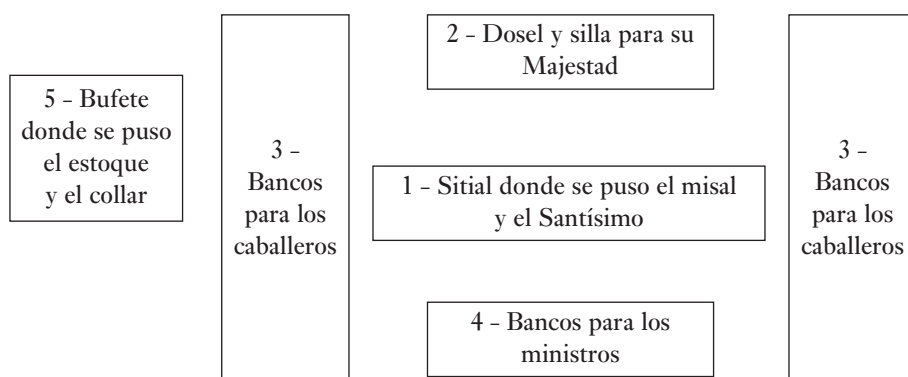 2 – Dosel y silla para su
Majestad
5 – Bufete
donde se puso
el estoque
y el collar
3 –
Bancos
para los
caballeros
1 – Sitial donde se puso el misal
y el Santísimo
3 –
Bancos
para los
caballeros
4 – Bancos para los
ministros